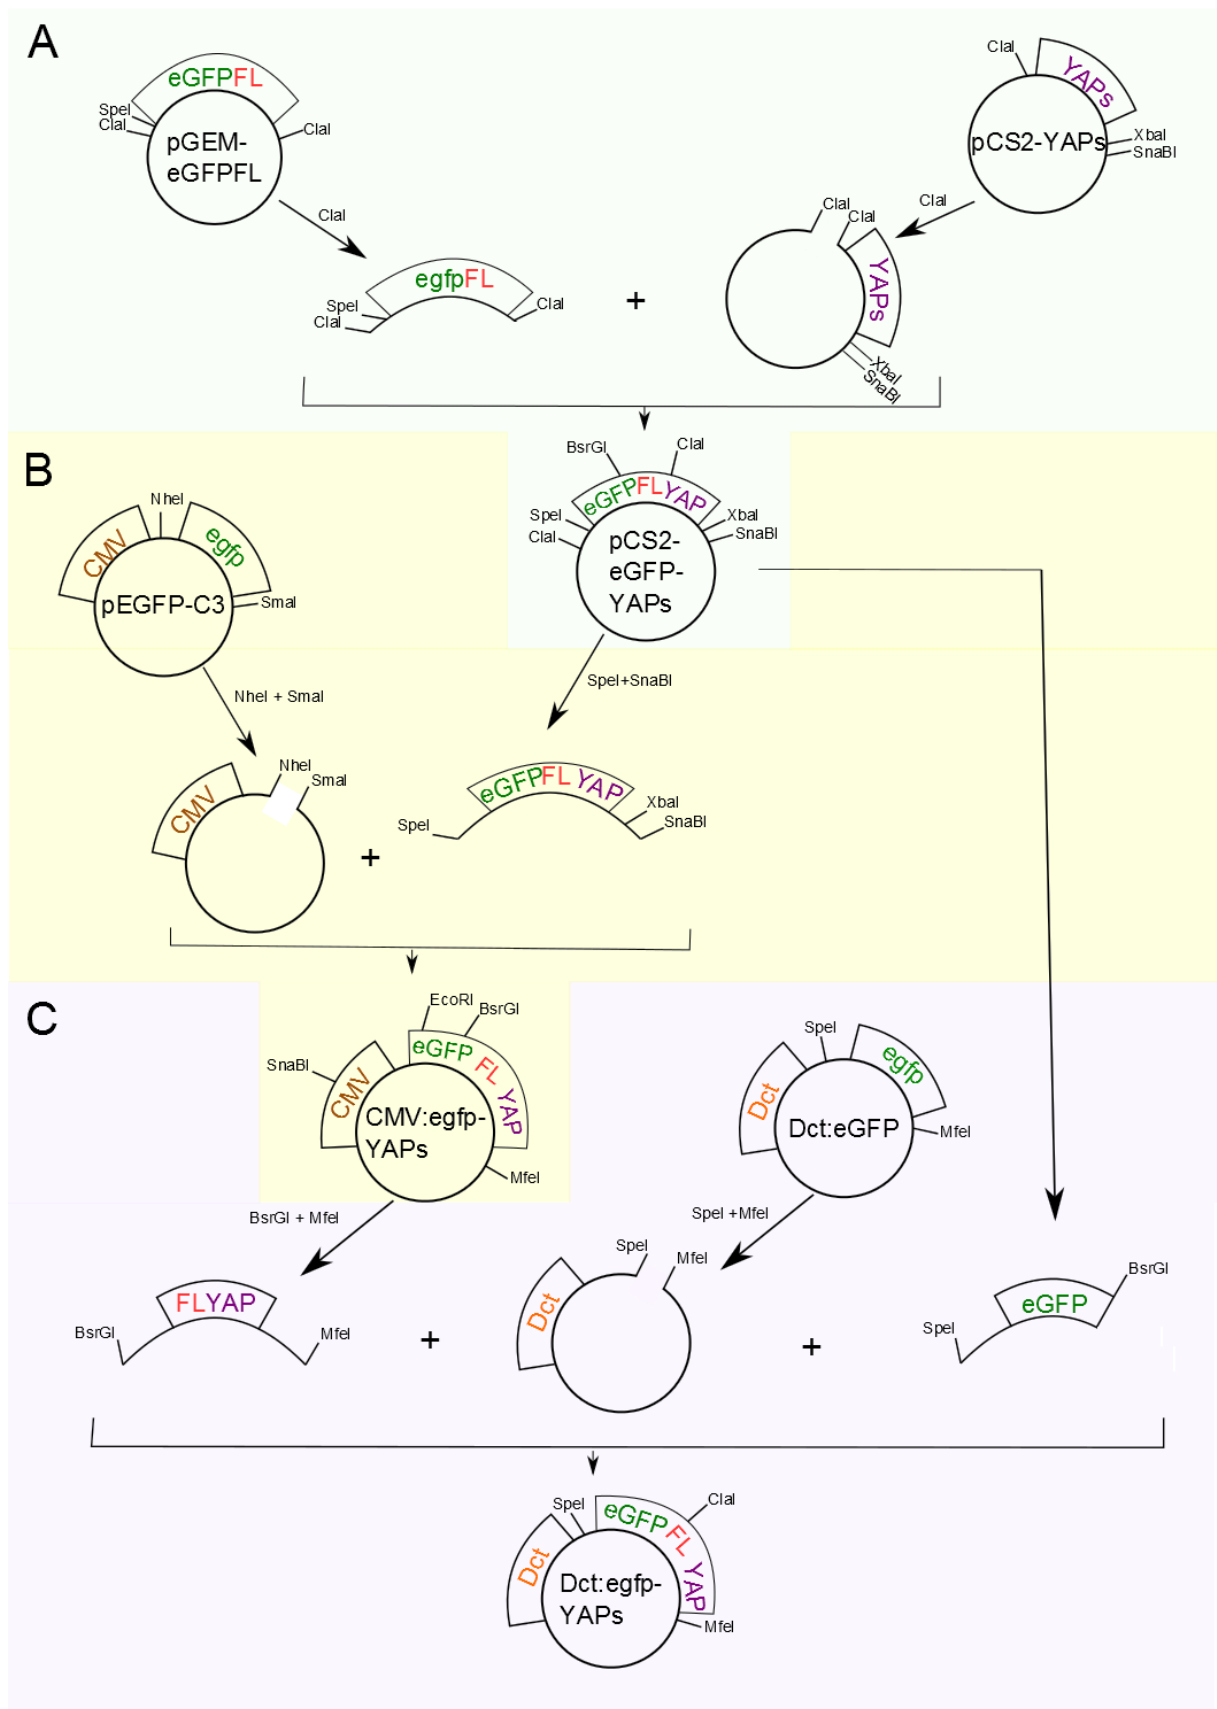 A
eGFPFL
SpeI
ClaI
ClaI
pGEM-
eGFPFL
ClaI
YAPs
pCS2-YAPs
XbaI
SnaBI
ClaI
ClaI
ClaI
ClaI
YAPs
XbaI
SnaBI
egfpFL
SpeI
ClaI
ClaI
+
B
NheI
CMV
egfp
pEGFP-C3
SmaI
BsrGI
ClaI
eGFPFLYAP
SpeI
ClaI
XbaI
SnaBI
pCS2-
eGFP-
YAPs
NheI + SmaI
SpeI+SnaBI
NheI
SmaI
CMV
+
eGFPFL YAP
SpeI
XbaI
SnaBI
C
EcoRI
BsrGI
SnaBI
CMV
eGFP FL YAP
CMV:egfp-
YAPs
MfeI
SpeI
Dct
egfp
Dct:eGFP
MfeI
BsrGI + MfeI
SpeI +MfeI
FLYAP
BsrGI
MfeI
+
SpeI
MfeI
Dct
+
BsrGI
eGFP
SpeI
SpeI
ClaI
Dct
eGFP FL YAP
Dct:egfp-
YAPs
MfeI